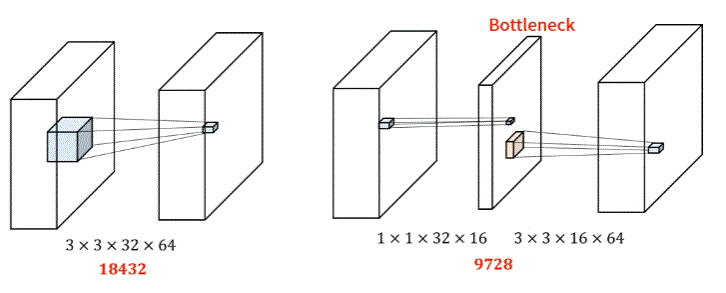 Bottleneck
3 × 3 × 32 × 64
18432
1 × 1 × 32 × 16
3 × 3 × 16 × 64
9728